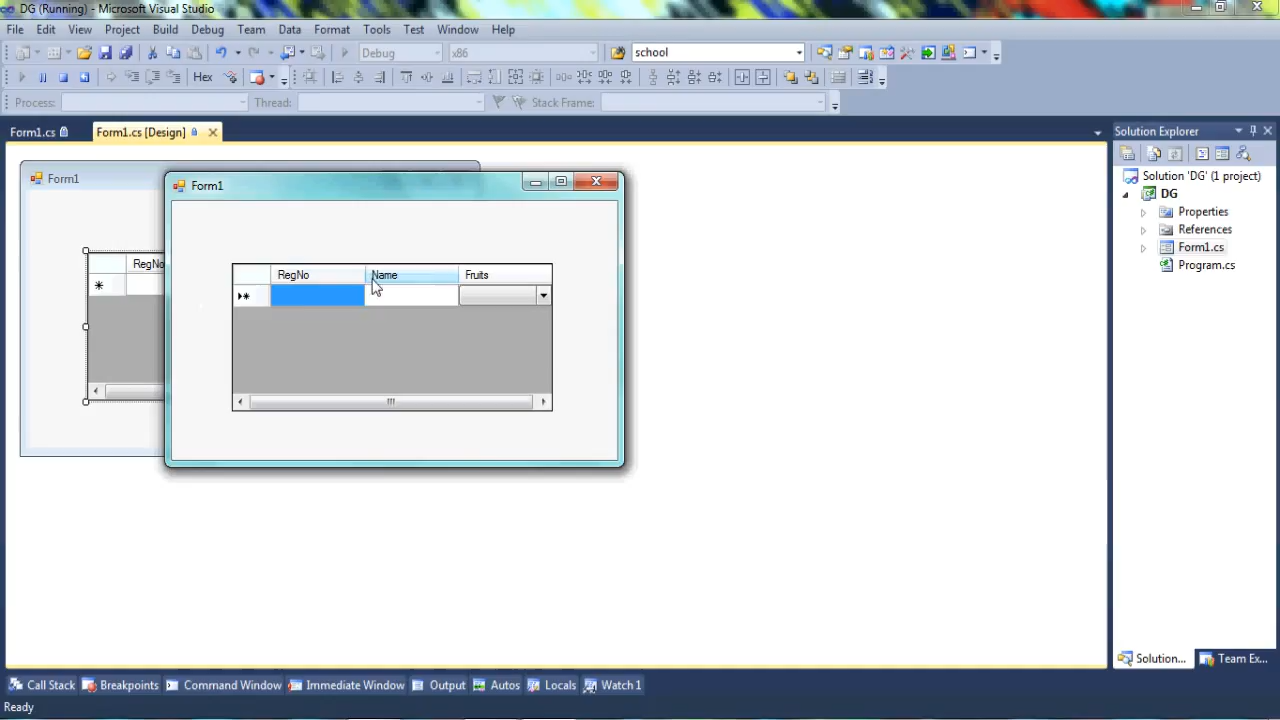 DG (Running) - Microsoft Visual Studio
File Edit View Project Build Debug Team Data Format Tools Test Window Help
Debug x86 school
Hex
Process: Thread: Stack Frame:
Form1.cs Form1.cs [Design]
Form1
RegNo
Form1
RegNo Name Fruits
Solution Explorer
Solution 'DG' (1 project)
DG
Properties
References
Form1.cs
Program.cs
Solution... Team Ex...
Call Stack Breakpoints Command Window Immediate Window Output Autos Locals Watch 1
Ready